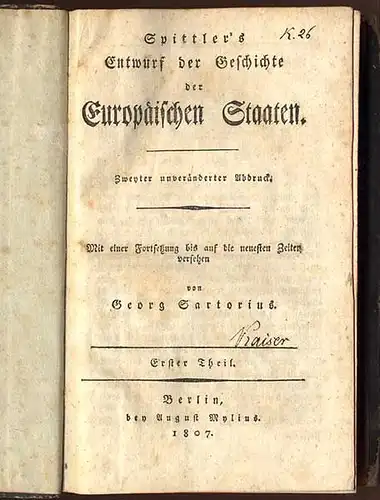 K. 26
Spittler's
Entwurf der Geschichte
der
Europäischen Staaten.
Zweyter unveränderter Abdruck.
Mit einer Fortsetzung bis auf die neuesten Zeiten
versehen
von
Georg Sartorius.
Kaiser
Erster Theil.
Berlin,
bey August Mylius.
1807.